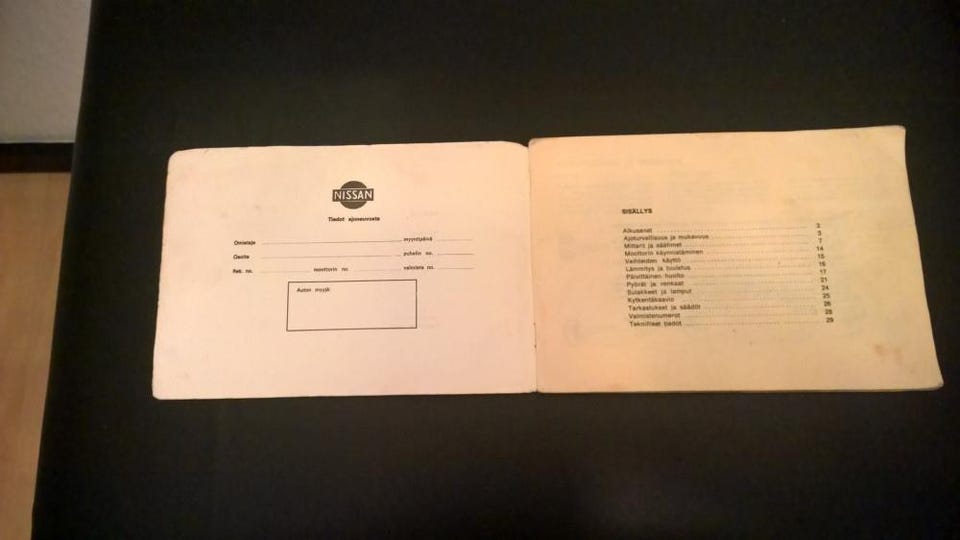 NISSAN
Tiedot ajoneuvosta
Omistaja myyntipäivä
Osoite puhelin no.
Rek. no. moottorin no valmiste no.
Auton myyjä:
SISÄLLYS
Alkusanat 2
Ajoturvallisuus ja mukavuus 3
Mittarit ja säätimet 7
Moottorin käynnistäminen 14
Vaihteiden käyttö 15
Lämmitys ja tuuletus 16
Päivittäinen huolto 17
Pyörät ja renkaat 21
Sulakkeet ja lamput 24
Kytkentäkaavio 25
Tarkastukset ja säädöt 26
Valmistenumerot 28
Tekniliset tiedot 29